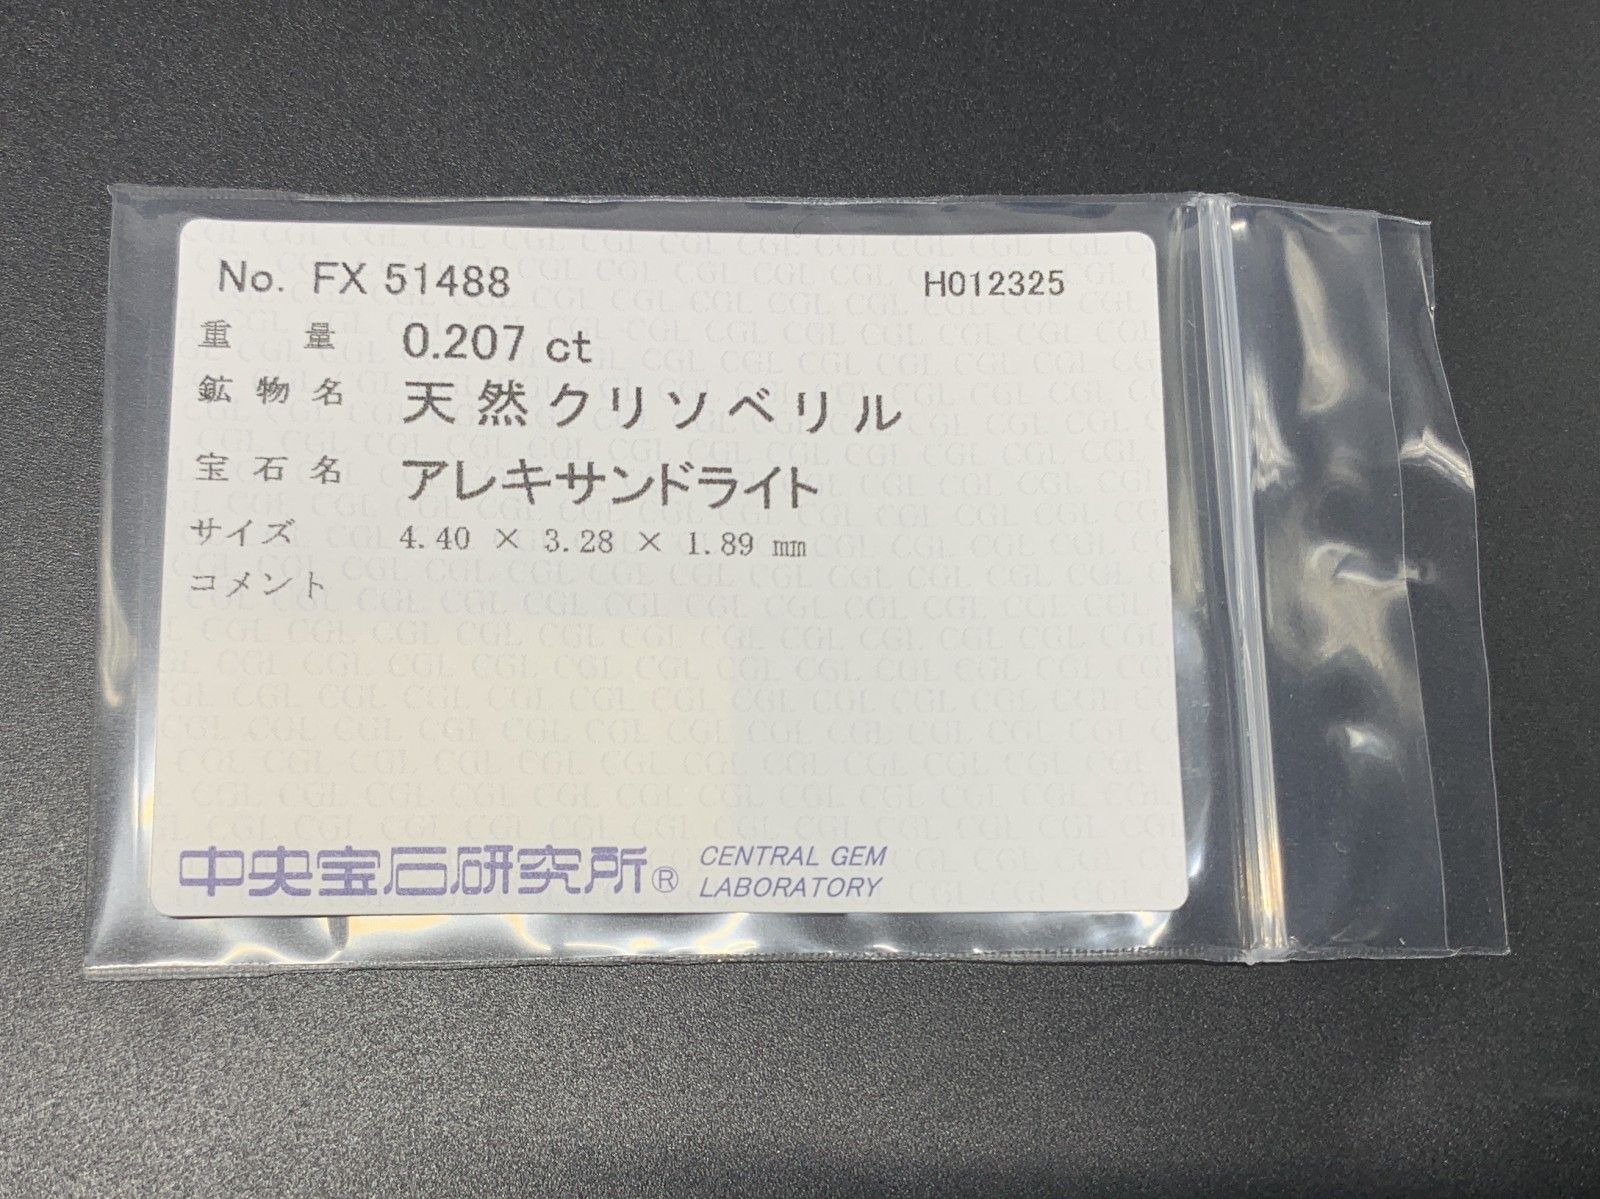 No. FX 51488 H012325
重量 0.207 ct
鉱物名 天然クリソベリル
宝石名 アレキサンドライト
サイズ 4.40 × 3.28 × 1.89 ㎜
コメント
中央宝石研究所® CENTRAL GEM
LABORATORY